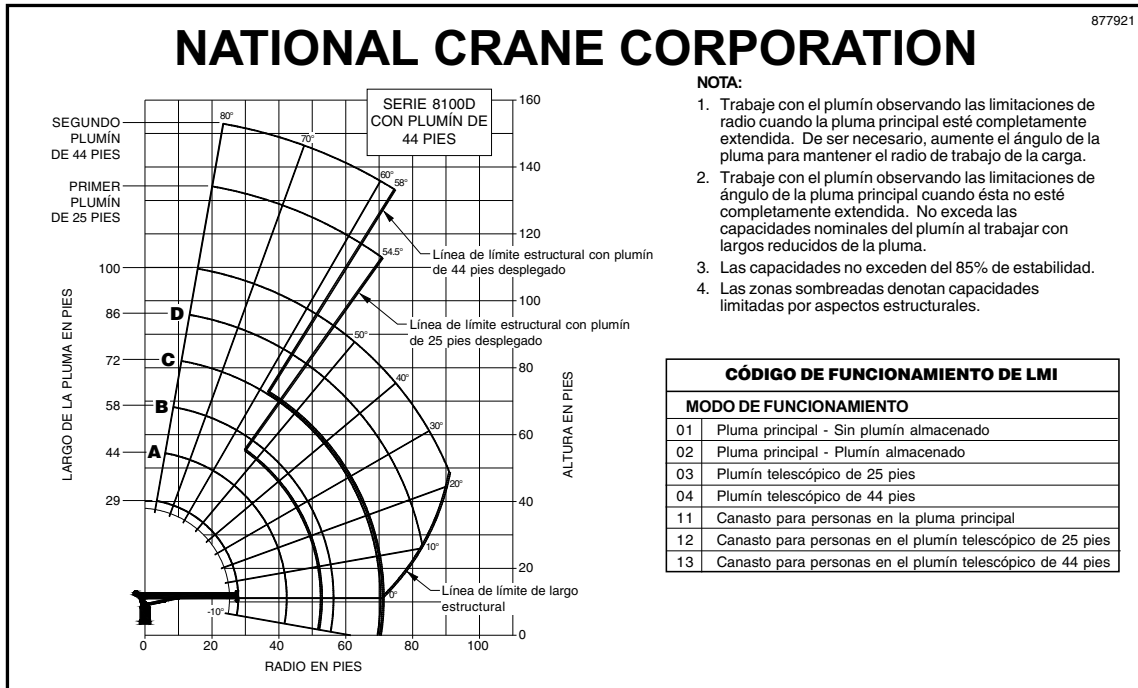 877921
NATIONAL CRANE CORPORATION
SERIE 8100D
CON PLUMÍN DE
44 PIES
SEGUNDO
PLUMÍN
DE 44 PIES
PRIMER
PLUMÍN
DE 25 PIES
LARGO DE LA PLUMA EN PIES
100
86
72
58
44
29
D
C
B
A
80°
70°
60°
58°
54.5°
50°
40°
30°
20°
10°
0°
-10°
Línea de límite estructural con plumín
de 44 pies desplegado
Línea de límite estructural con plumín
de 25 pies desplegado
Línea de límite de largo
estructural
160
140
120
100
80
60
40
20
0
ALTURA EN PIES
0 20 40 60 80 100
RADIO EN PIES
NOTA:
1. Trabaje con el plumín observando las limitaciones de
radio cuando la pluma principal esté completamente
extendida. De ser necesario, aumente el ángulo de la
pluma para mantener el radio de trabajo de la carga.
2. Trabaje con el plumín observando las limitaciones de
ángulo de la pluma principal cuando ésta no esté
completamente extendida. No exceda las
capacidades nominales del plumín al trabajar con
largos reducidos de la pluma.
3. Las capacidades no exceden del 85% de estabilidad.
4. Las zonas sombreadas denotan capacidades
limitadas por aspectos estructurales.
CÓDIGO DE FUNCIONAMIENTO DE LMI
MODO DE FUNCIONAMIENTO
01 Pluma principal - Sin plumín almacenado
02 Pluma principal - Plumín almacenado
03 Plumín telescópico de 25 pies
04 Plumín telescópico de 44 pies
11 Canasto para personas en la pluma principal
12 Canasto para personas en el plumín telescópico de 25 pies
13 Canasto para personas en el plumín telescópico de 44 pies